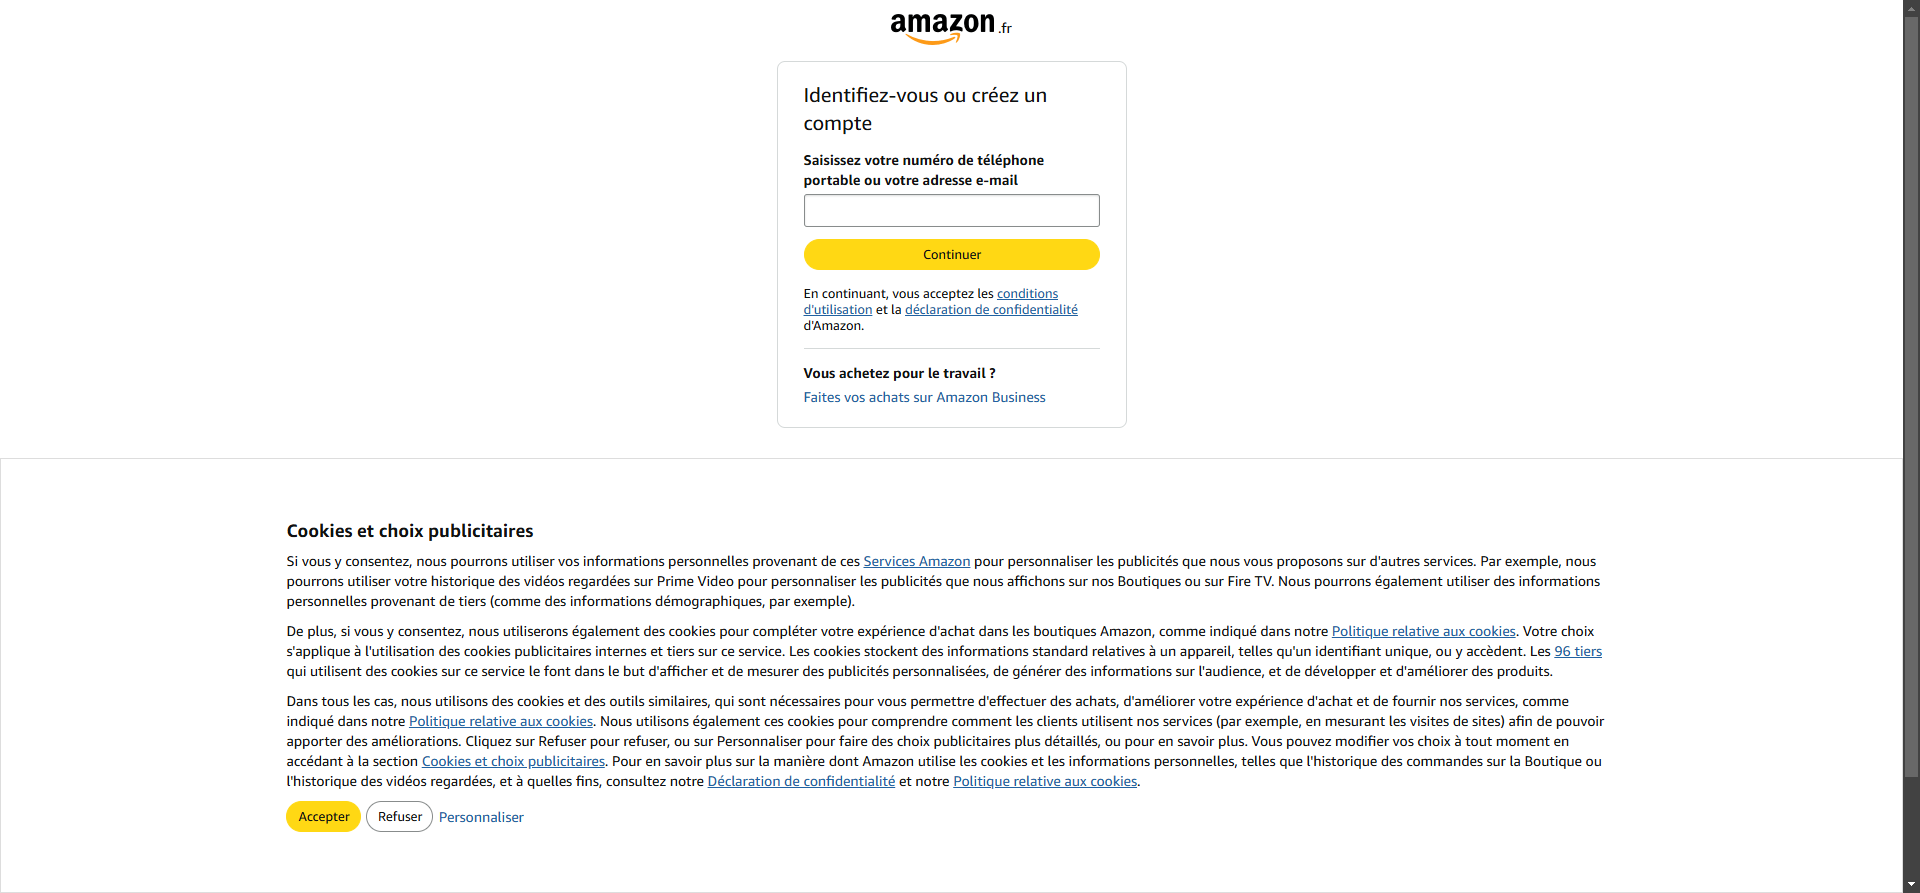 amazon.fr
Identifiez-vous ou créez un
compte
Saisissez votre numéro de téléphone
portable ou votre adresse e-mail
Continuer
En continuant, vous acceptez les conditions
d'utilisation et la déclaration de confidentialité
d'Amazon.
Vous achetez pour le travail ?
Faites vos achats sur Amazon Business
Cookies et choix publicitaires
Si vous y consentez, nous pourrons utiliser vos informations personnelles provenant de ces Services Amazon pour personnaliser les publicités que nous vous proposons sur d'autres services. Par exemple, nous
pourrons utiliser votre historique des vidéos regardées sur Prime Video pour personnaliser les publicités que nous affichons sur nos Boutiques ou sur Fire TV. Nous pourrons également utiliser des informations
personnelles provenant de tiers (comme des informations démographiques, par exemple).
De plus, si vous y consentez, nous utiliserons également des cookies pour compléter votre expérience d'achat dans les boutiques Amazon, comme indiqué dans notre Politique relative aux cookies. Votre choix
s'applique à l'utilisation des cookies publicitaires internes et tiers sur ce service. Les cookies stockent des informations standard relatives à un appareil, telles qu'un identifiant unique, ou y accèdent. Les 96 tiers
qui utilisent des cookies sur ce service le font dans le but d'afficher et de mesurer des publicités personnalisées, de générer des informations sur l'audience, et de développer et d'améliorer des produits.
Dans tous les cas, nous utilisons des cookies et des outils similaires, qui sont nécessaires pour vous permettre d'effectuer des achats, d'améliorer votre expérience d'achat et de fournir nos services, comme
indiqué dans notre Politique relative aux cookies. Nous utilisons également ces cookies pour comprendre comment les clients utilisent nos services (par exemple, en mesurant les visites de sites) afin de pouvoir
apporter des améliorations. Cliquez sur Refuser pour refuser, ou sur Personnaliser pour faire des choix publicitaires plus détaillés, ou pour en savoir plus. Vous pouvez modifier vos choix à tout moment en
accédant à la section Cookies et choix publicitaires. Pour en savoir plus sur la manière dont Amazon utilise les cookies et les informations personnelles, telles que l'historique des commandes sur la Boutique ou
l'historique des vidéos regardées, et à quelles fins, consultez notre Déclaration de confidentialité et notre Politique relative aux cookies.
Accepter Refuser Personnaliser